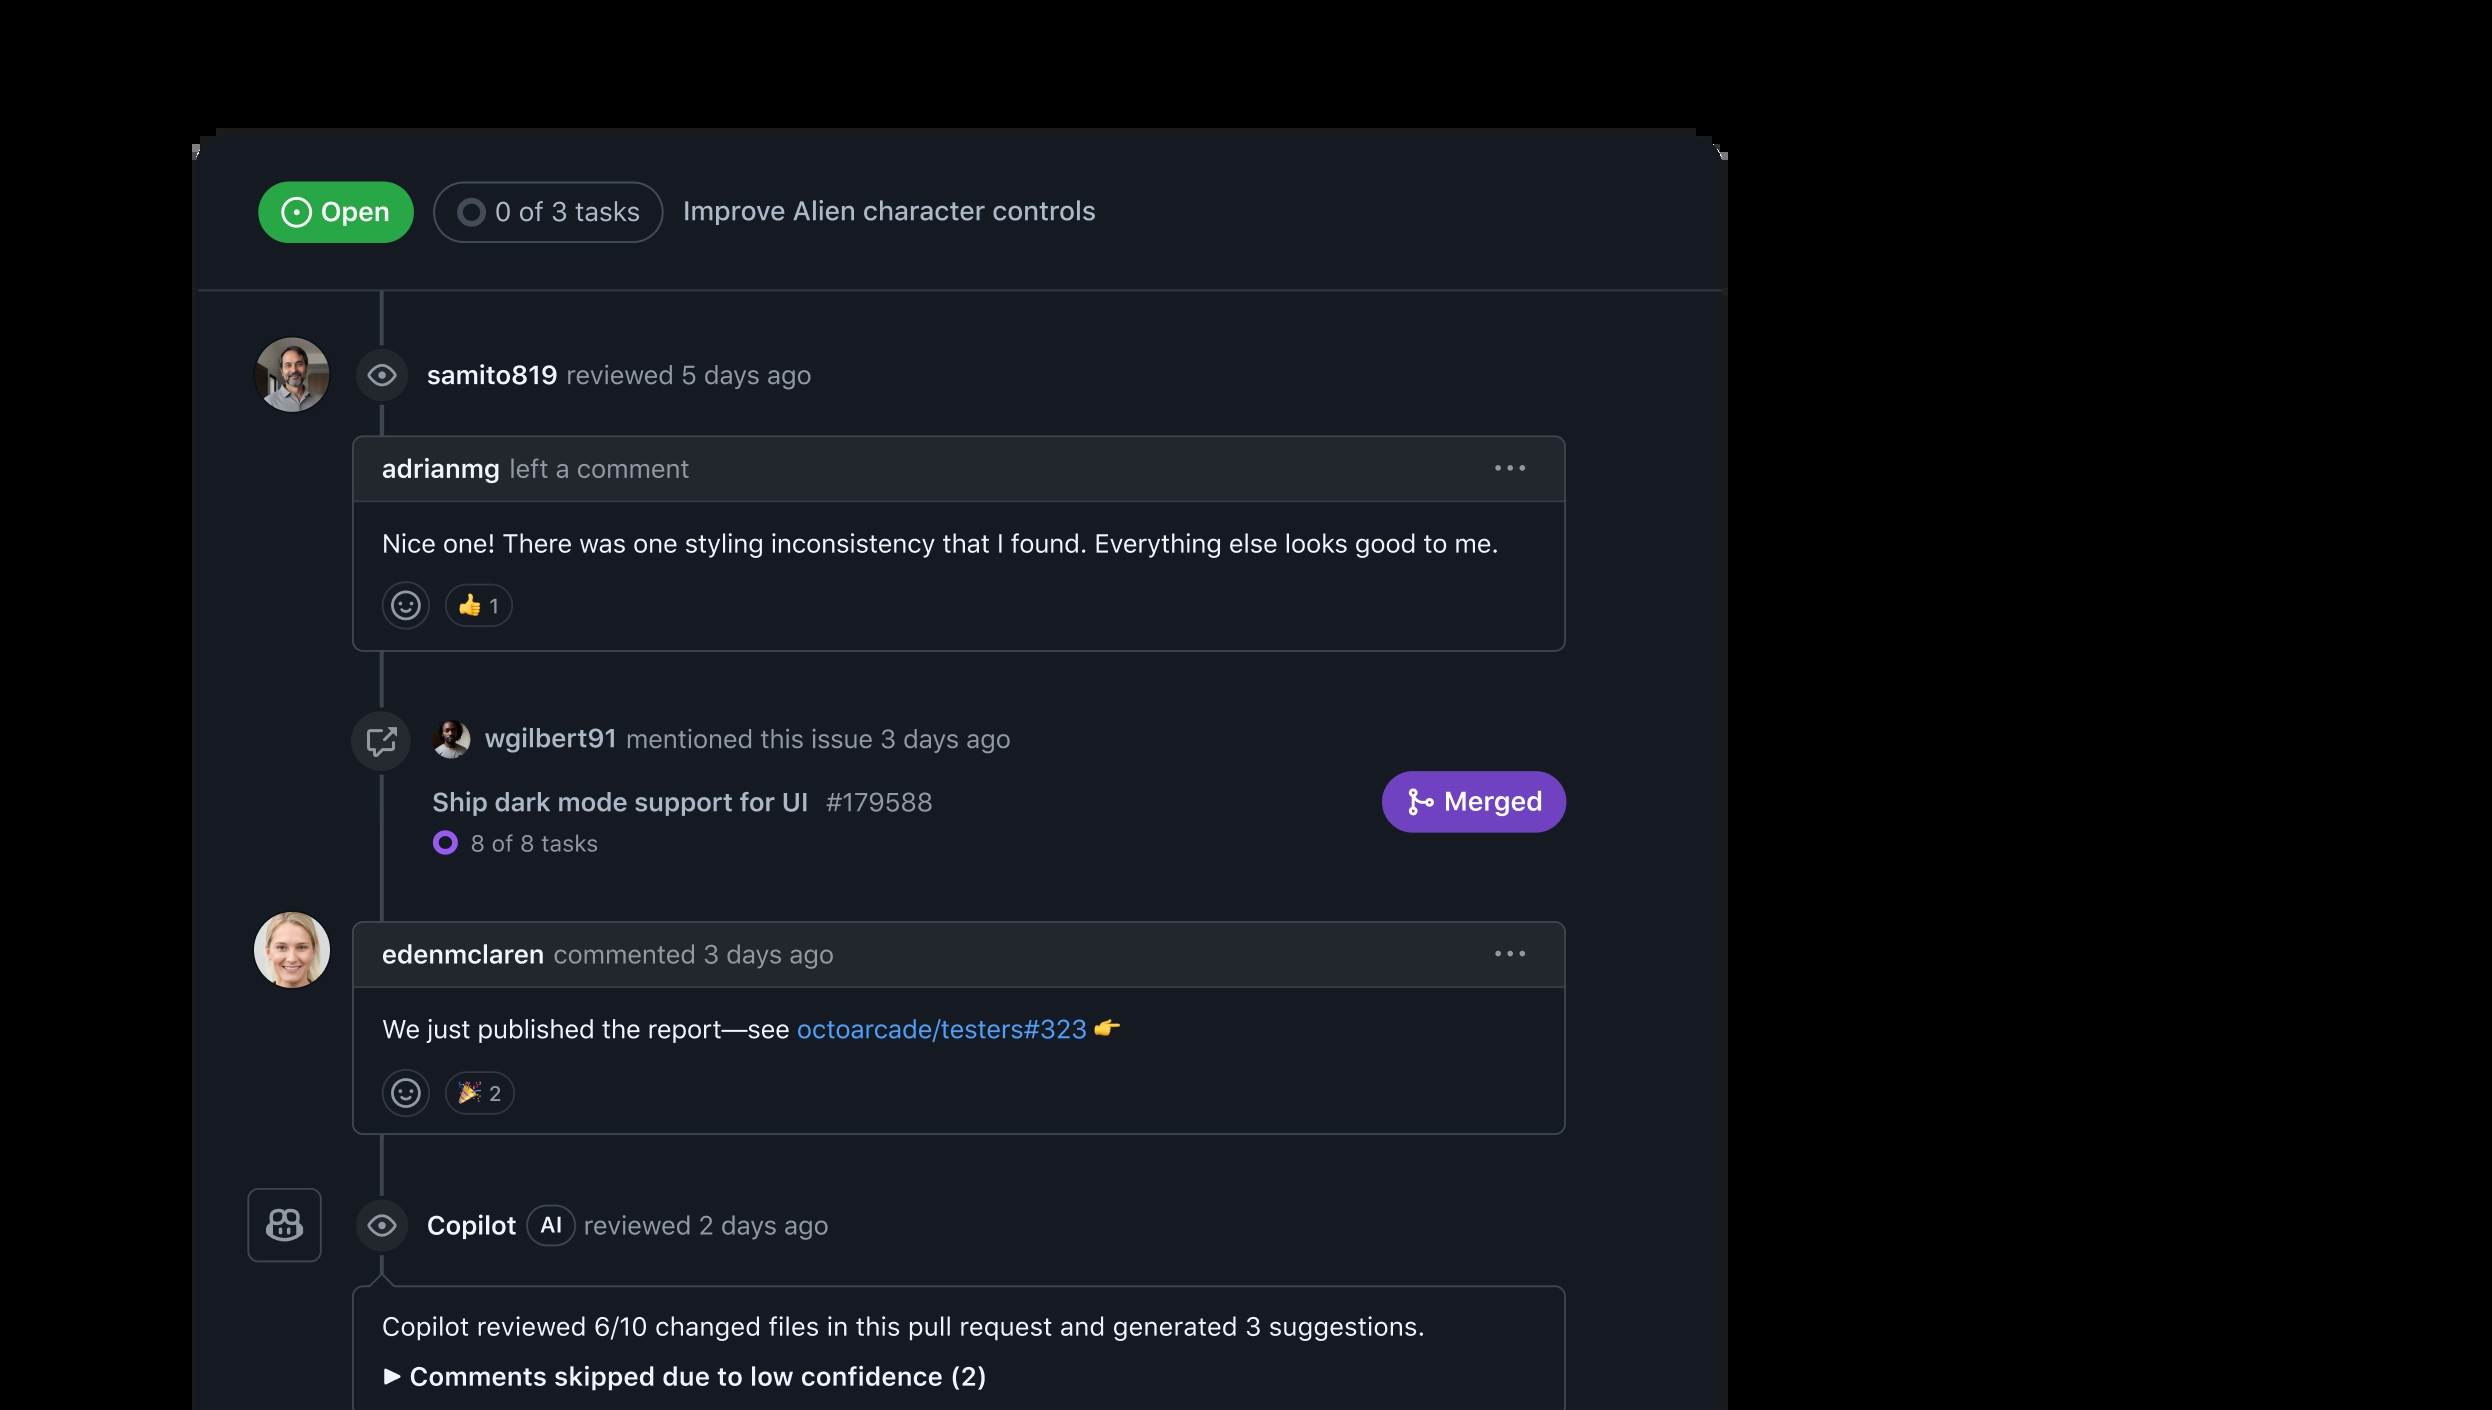 Open 0 of 3 tasks Improve Alien character controls
samito819 reviewed 5 days ago
adrianmg left a comment
Nice one! There was one styling inconsistency that I found. Everything else looks good to me.
👍 1
wgilbert91 mentioned this issue 3 days ago
Ship dark mode support for UI #179588
Merged
8 of 8 tasks
edenmclaren commented 3 days ago
We just published the report—see octoarcade/testers#323 👉
🎉 2
Copilot AI reviewed 2 days ago
Copilot reviewed 6/10 changed files in this pull request and generated 3 suggestions.
Comments skipped due to low confidence (2)